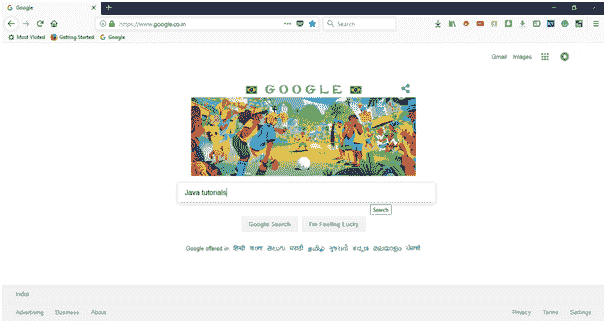 Google
https://www.google.co.in
Search
Most Visited Getting Started Google
Gmail Images
GOOGLE
Java tutorials
Search
Google Search I'm Feeling Lucky
Google offered in: हिन्दी বাংলা తెలుగు मराठी தமிழ் ગુજરાતી ಕನ್ನಡ മലയാളം ਪੰਜਾਬੀ
India
Advertising Business About Privacy Terms Settings